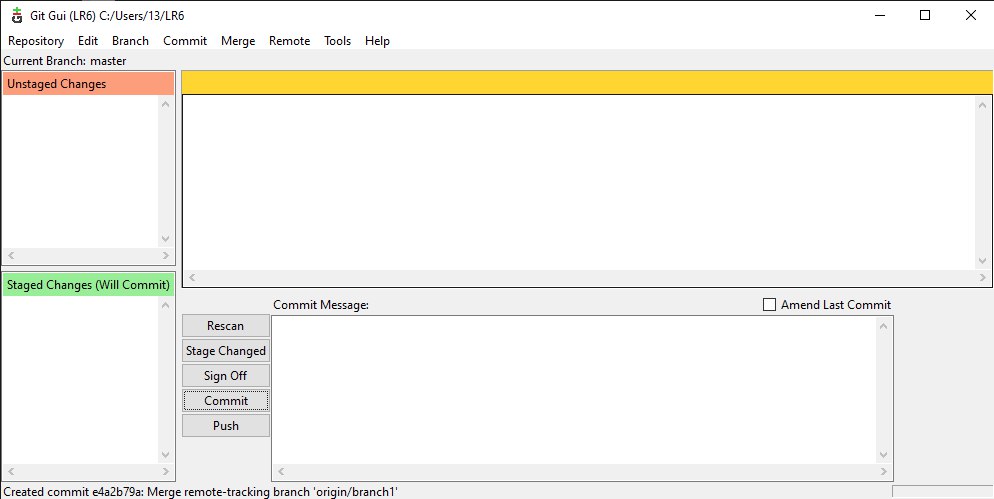 Git Gui (LR6) C:/Users/13/LR6
Repository Edit Branch Commit Merge Remote Tools Help
Current Branch: master
Unstaged Changes
Staged Changes (Will Commit)
Commit Message:
Amend Last Commit
Rescan
Stage Changed
Sign Off
Commit
Push
Created commit e4a2b79a: Merge remote-tracking branch 'origin/branch1'